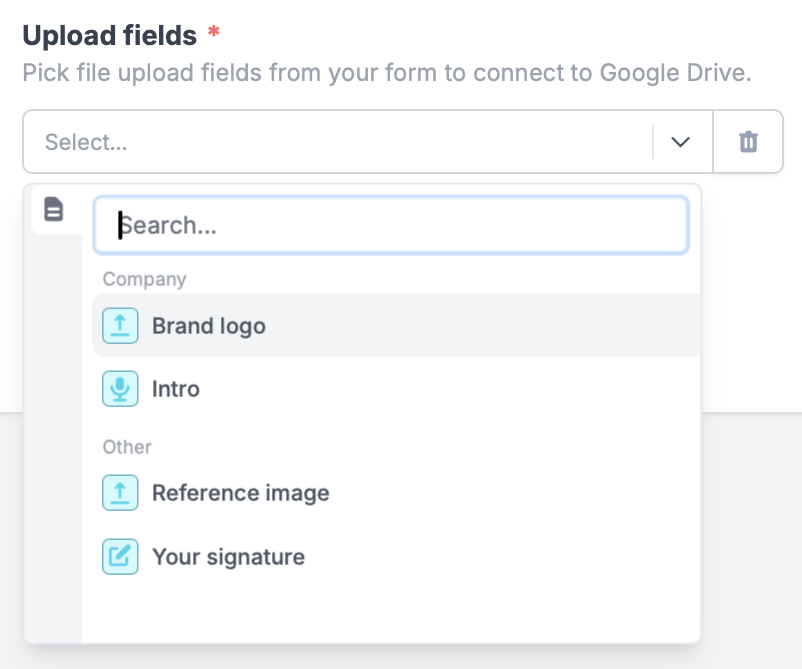 Upload fields *
Pick file upload fields from your form to connect to Google Drive.
Select...
Search...
Company
Brand logo
Intro
Other
Reference image
Your signature